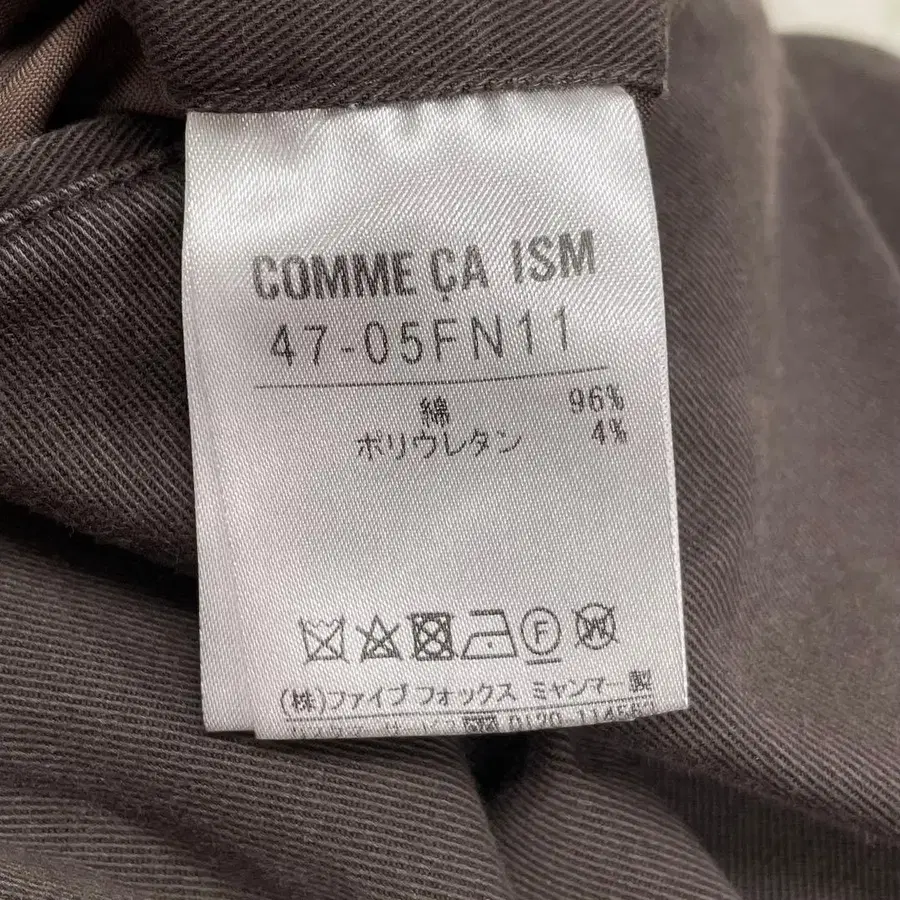 COMME ÇA ISM
47-05FN11
綿 96%
ポリウレタン 4%
F W
(株)ファイブフォックス ミャンマー製
0120